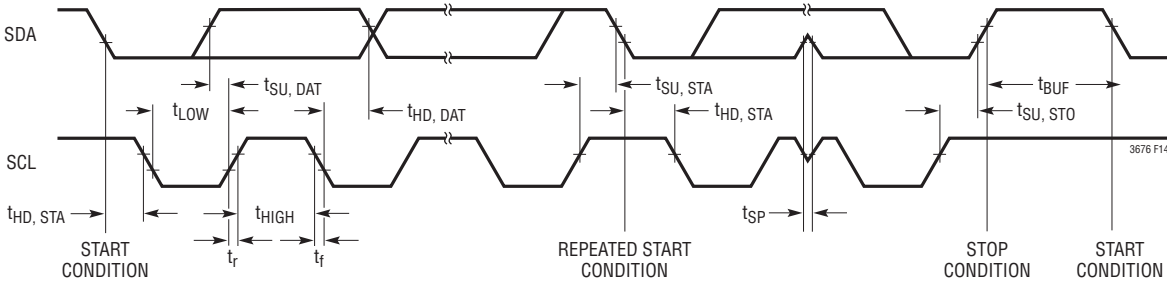 SDA
tSU, DAT
tSU, STA
tBUF
tLOW
tHD, DAT
tHD, STA
tSU, STO
SCL
3676 F14
tHD, STA
tHIGH
tSP
tr
tf
START
CONDITION
REPEATED START
CONDITION
STOP
CONDITION
START
CONDITION